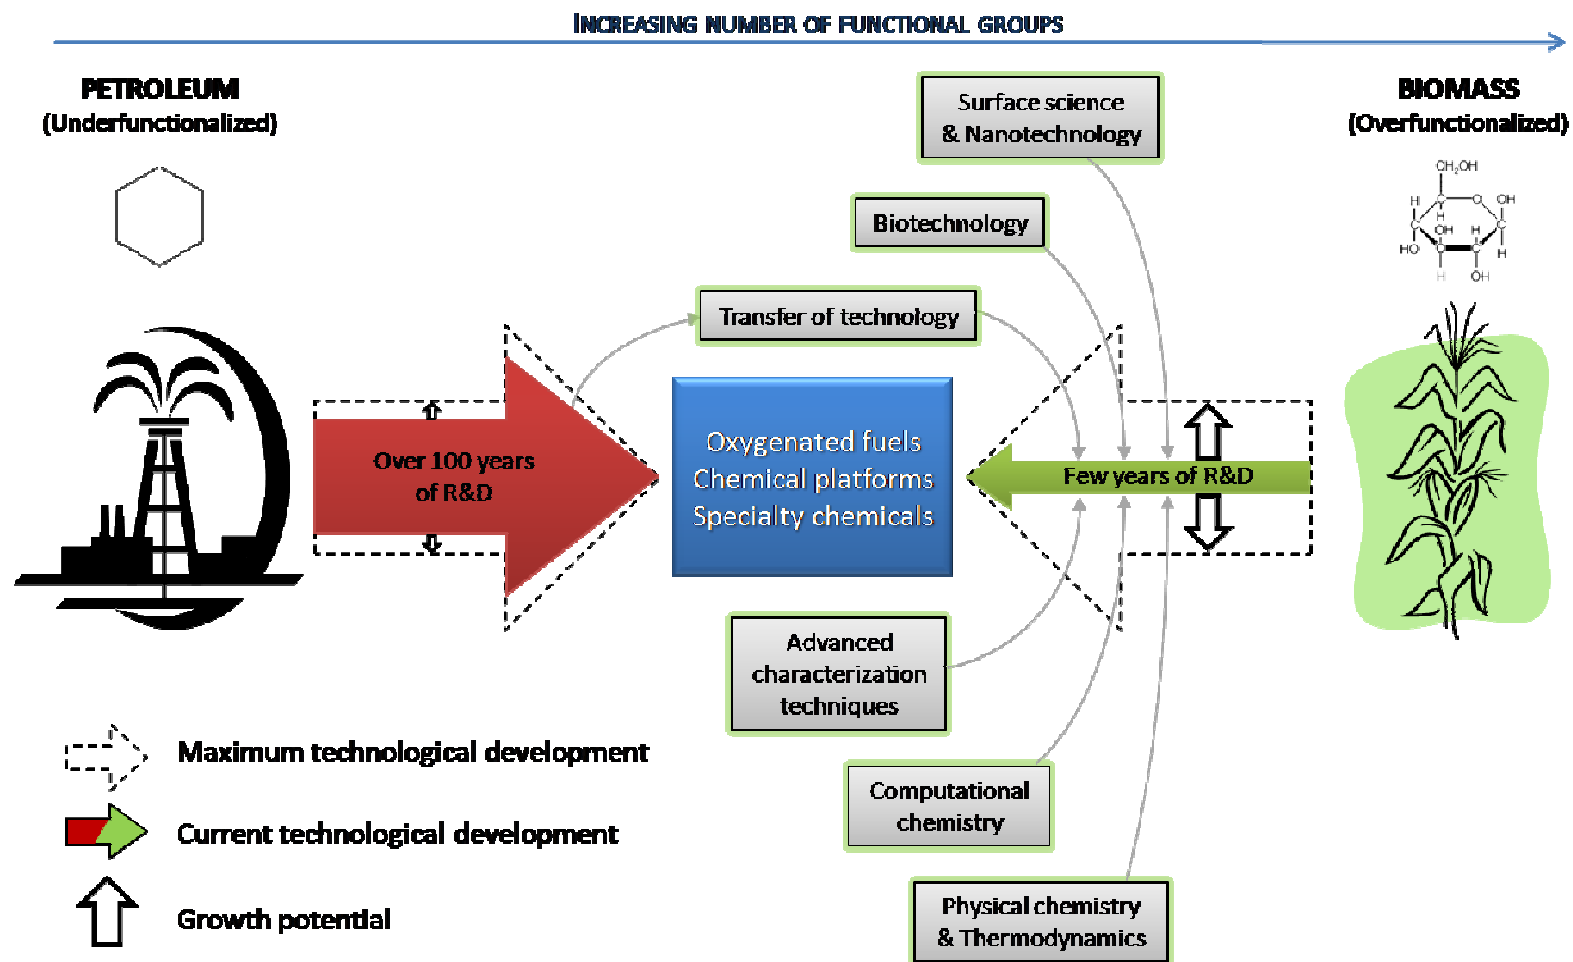 INCREASING NUMBER OF FUNCTIONAL GROUPS
PETROLEUM
(Underfunctionalized)
BIOMASS
(Overfunctionalized)
Surface science
& Nanotechnology
CH₂OH
H
O
OH
C
H
C
OH
H
C
HO
C
C
H
H
OH
Biotechnology
Transfer of technology
Over 100 years
of R&D
Oxygenated fuels
Chemical platforms
Specialty chemicals
Few years of R&D
Advanced
characterization
techniques
Computational
chemistry
Physical chemistry
& Thermodynamics
Maximum technological development
Current technological development
Growth potential